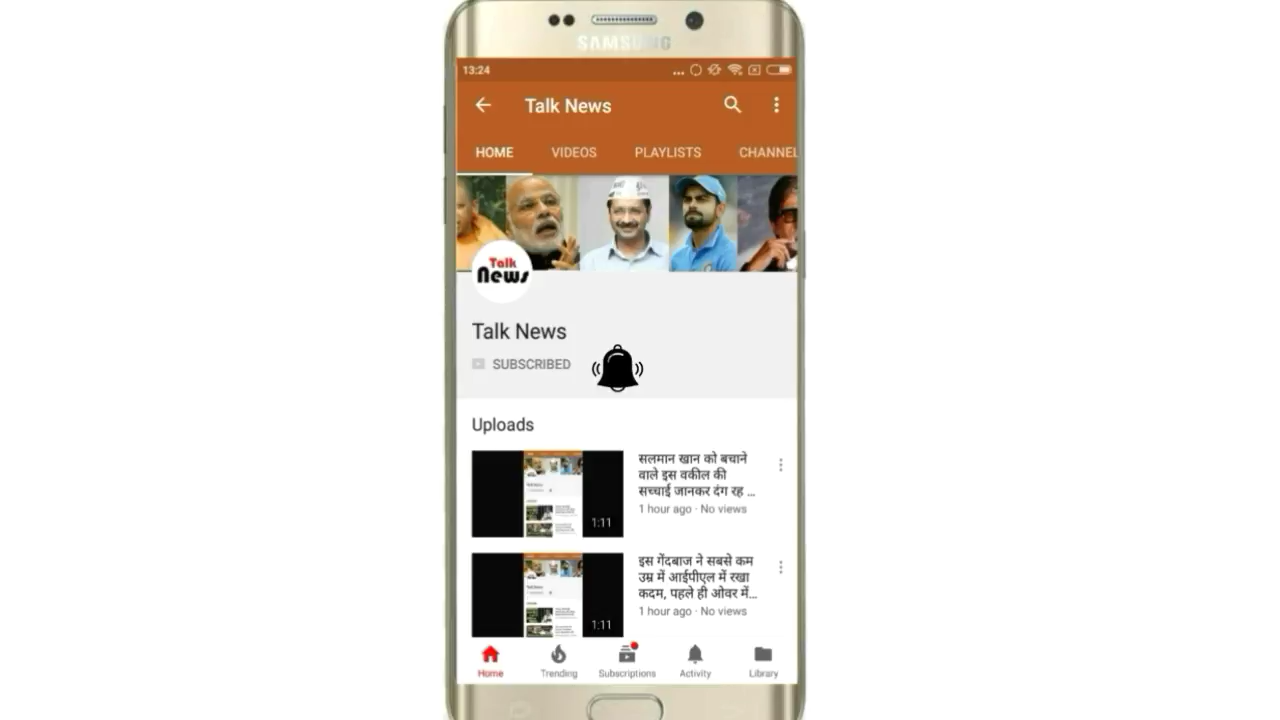 SAMSUNG
13:24
Talk News
HOME VIDEOS PLAYLISTS CHANNEL
Talk
News
Talk News
SUBSCRIBED
Uploads
सलमान खान को बचाने
वाले इस वकील की
सच्चाई जानकर दंग रह ...
1 hour ago · No views
1:11
इस गेंदबाज ने सबसे कम
उम्र में आईपीएल में रखा
कदम, पहले ही ओवर में...
1 hour ago · No views
1:11
Home Trending Subscriptions Activity Library